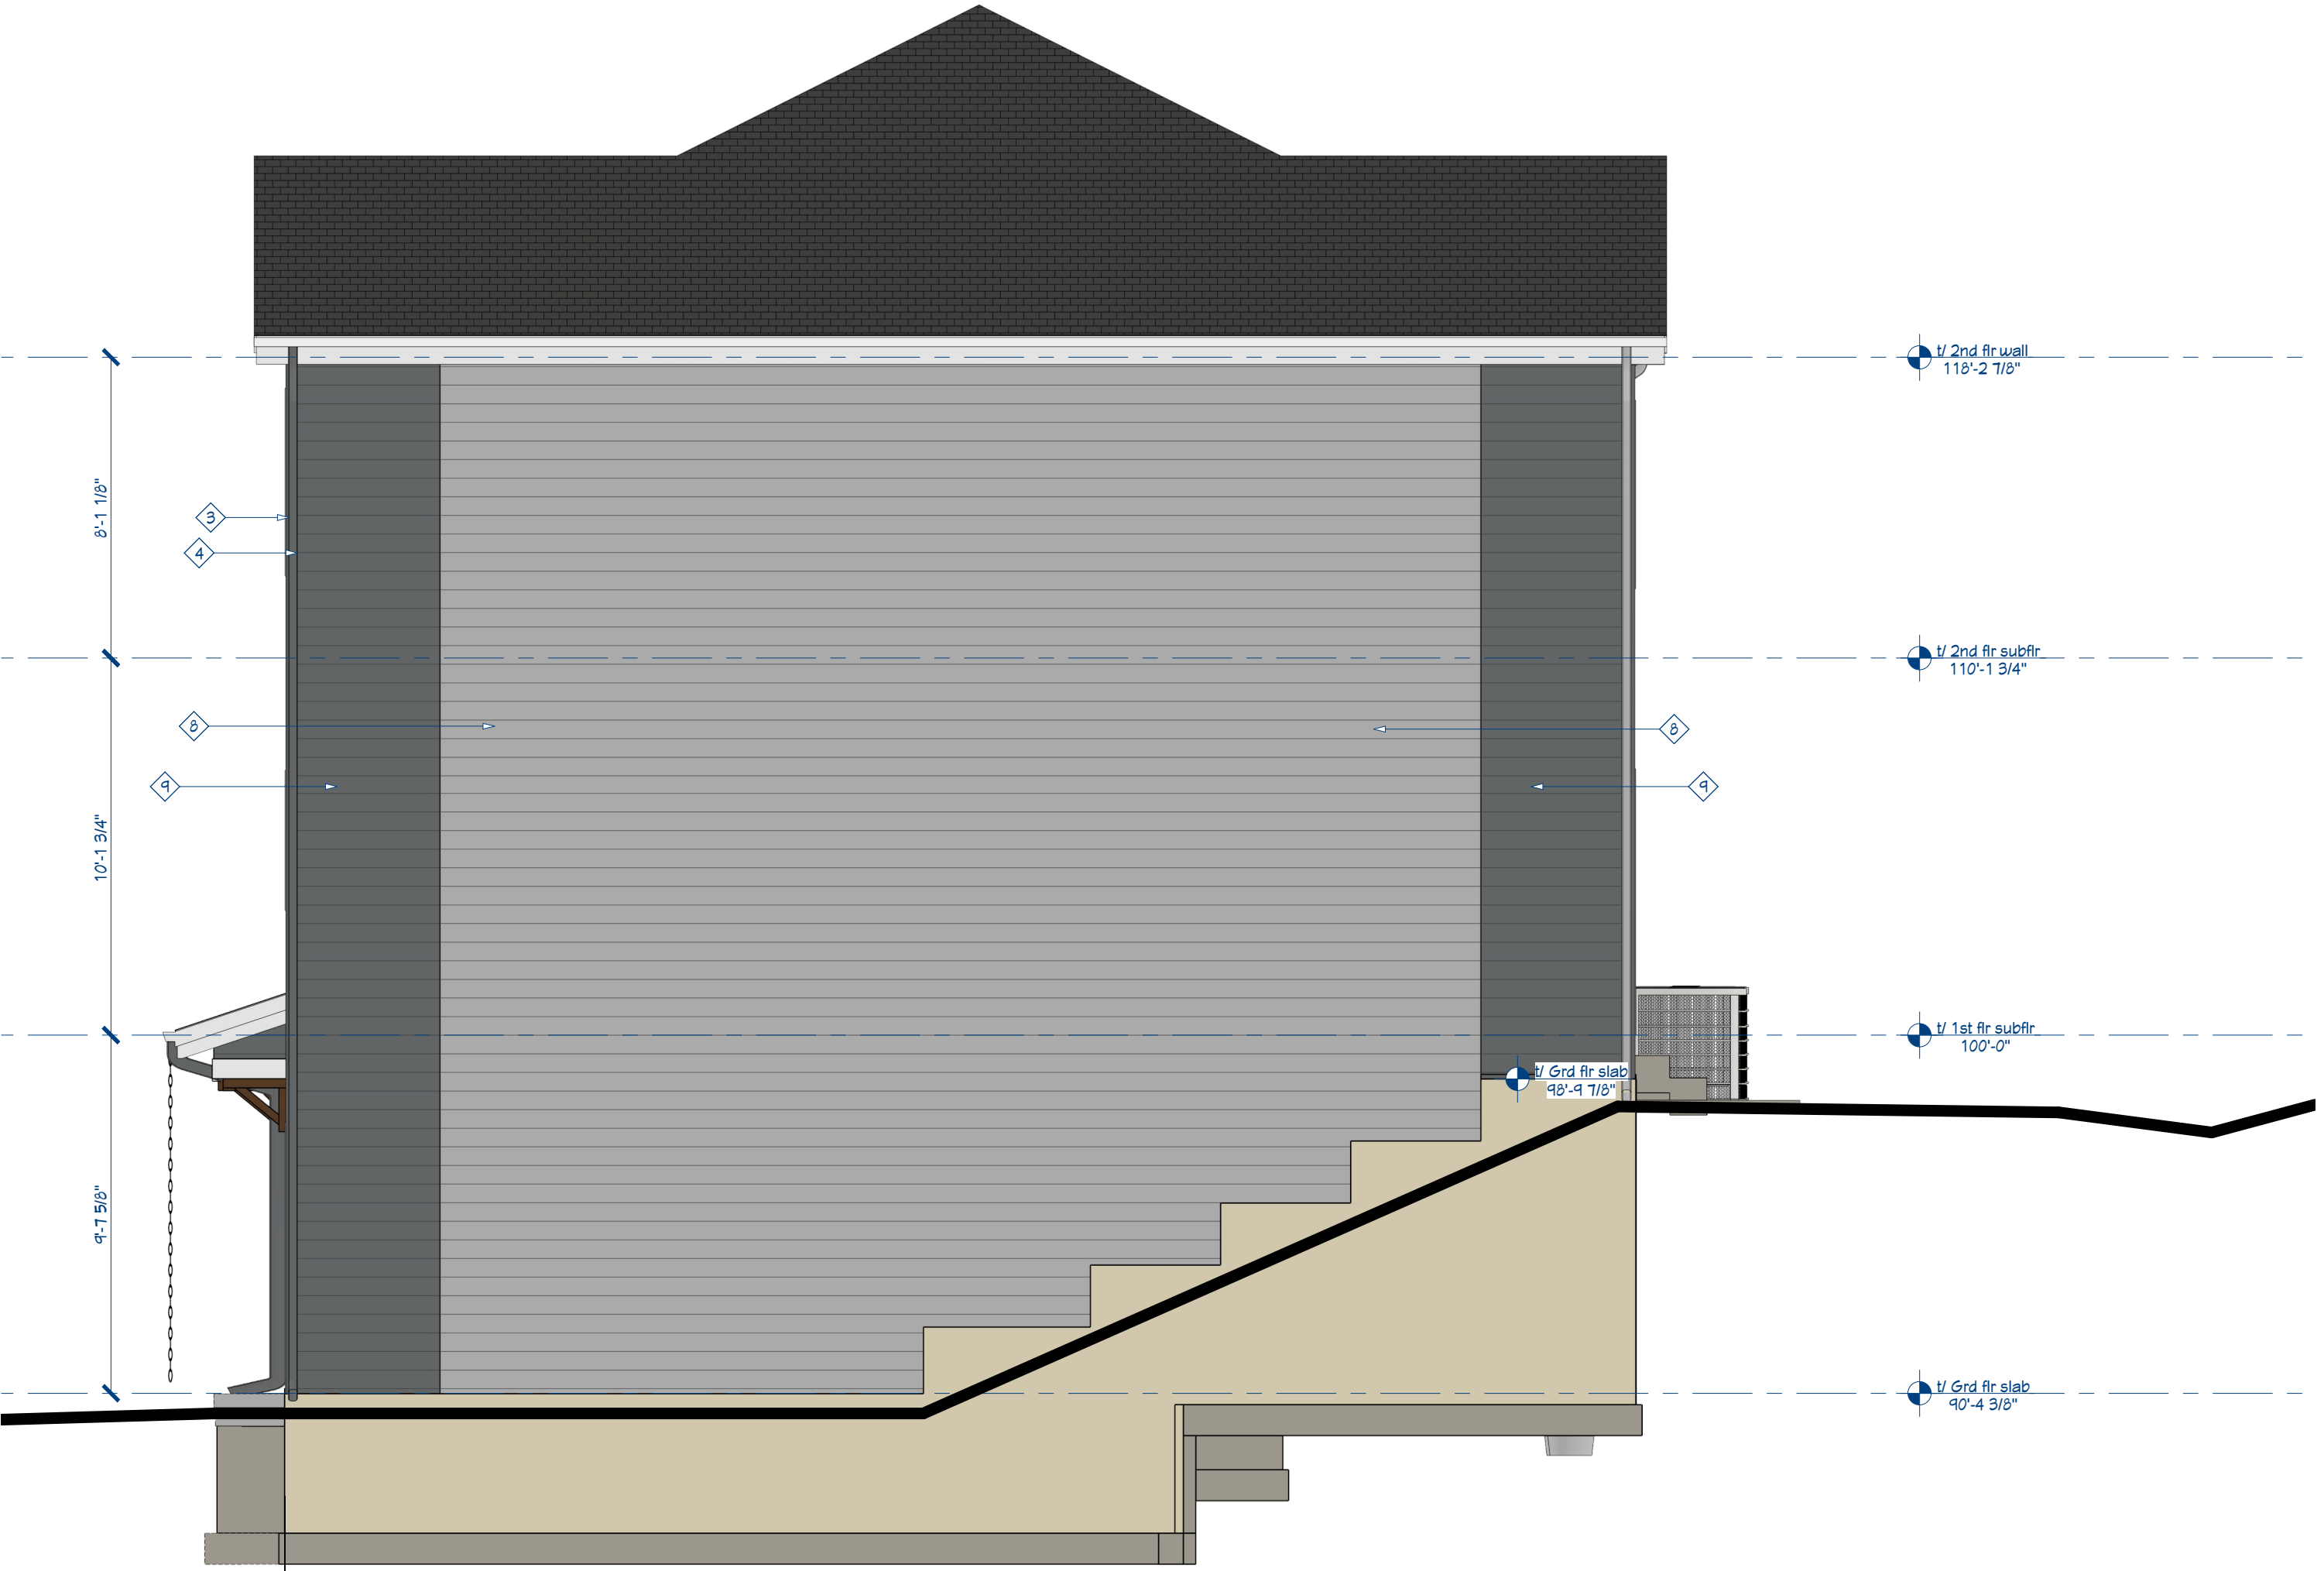 t/ 2nd flr wall
118'-2 7/8"
8'-1 1/8"
3
4
t/ 2nd flr subflr
110'-1 3/4"
8
8
9
9
10'-1 3/4"
t/ 1st flr subflr
100'-0"
t/ Grd flr slab
98'-9 7/8"
9'-7 5/8"
t/ Grd flr slab
90'-4 3/8"